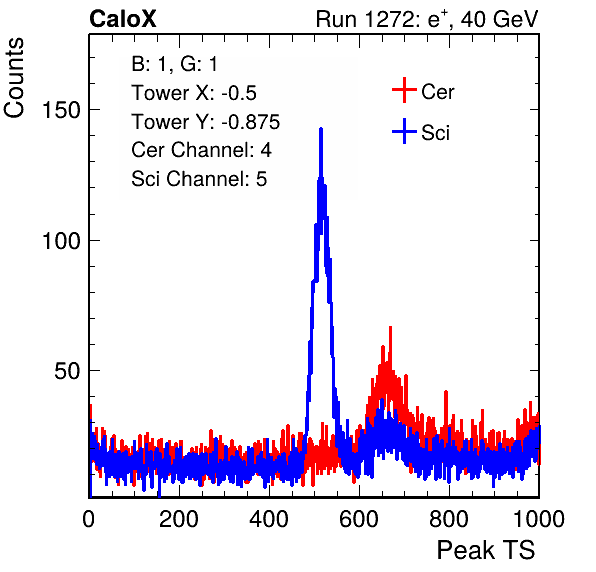 CaloX Run 1272: e⁺, 40 GeV
Counts
B: 1, G: 1
Tower X: -0.5
Tower Y: -0.875
Cer Channel: 4
Sci Channel: 5
Cer
Sci
150
100
50
0 200 400 600 800 1000
Peak TS